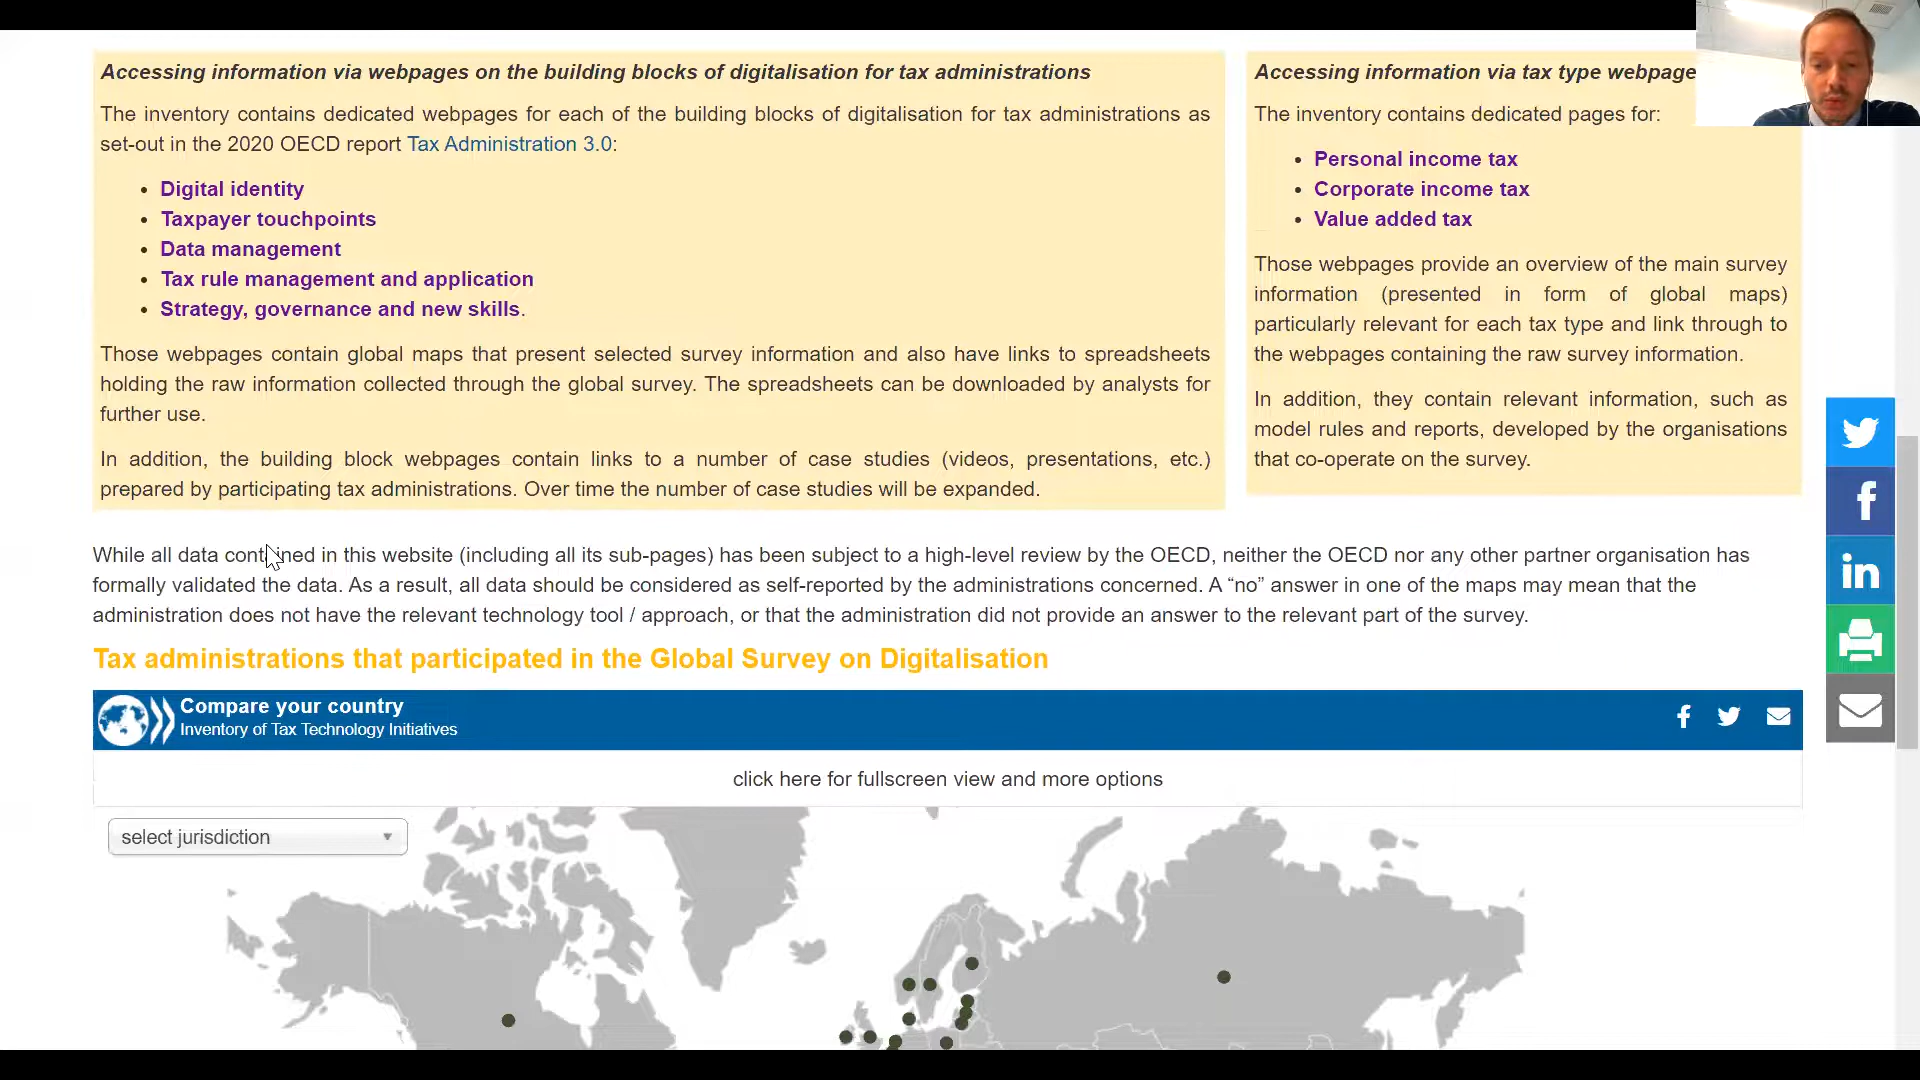 Accessing information via webpages on the building blocks of digitalisation for tax administrations
The inventory contains dedicated webpages for each of the building blocks of digitalisation for tax administrations as
set-out in the 2020 OECD report Tax Administration 3.0:
• Digital identity
• Taxpayer touchpoints
• Data management
• Tax rule management and application
• Strategy, governance and new skills.
Those webpages contain global maps that present selected survey information and also have links to spreadsheets
holding the raw information collected through the global survey. The spreadsheets can be downloaded by analysts for
further use.
In addition, the building block webpages contain links to a number of case studies (videos, presentations, etc.)
prepared by participating tax administrations. Over time the number of case studies will be expanded.
Accessing information via tax type webpage
The inventory contains dedicated pages for:
• Personal income tax
• Corporate income tax
• Value added tax
Those webpages provide an overview of the main survey
information (presented in form of global maps)
particularly relevant for each tax type and link through to
the webpages containing the raw survey information.
In addition, they contain relevant information, such as
model rules and reports, developed by the organisations
that co-operate on the survey.
While all data contained in this website (including all its sub-pages) has been subject to a high-level review by the OECD, neither the OECD nor any other partner organisation has
formally validated the data. As a result, all data should be considered as self-reported by the administrations concerned. A “no” answer in one of the maps may mean that the
administration does not have the relevant technology tool / approach, or that the administration did not provide an answer to the relevant part of the survey.
Tax administrations that participated in the Global Survey on Digitalisation
Compare your country
Inventory of Tax Technology Initiatives
click here for fullscreen view and more options
select jurisdiction